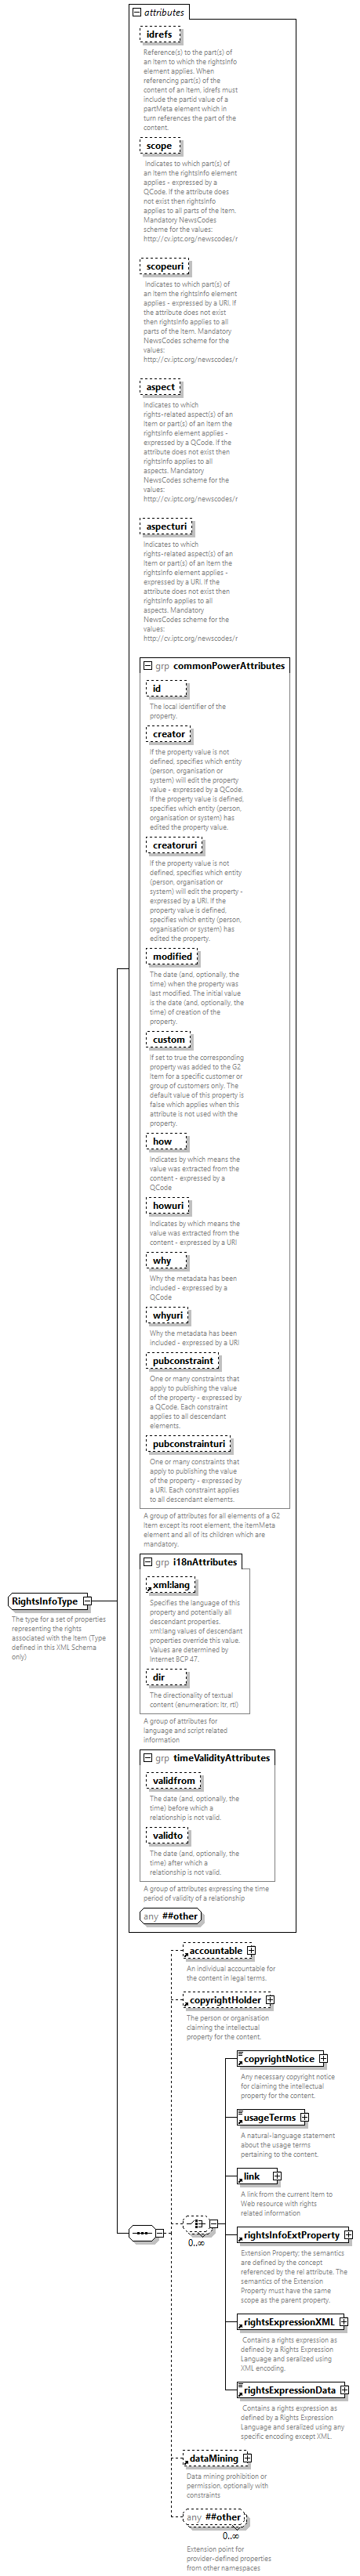 attributes
idrefs
Reference(s) to the part(s) of
an Item to which the rightsInfo
element applies. When
referencing part(s) of the
content of an Item, idrefs must
include the partid value of a
partMeta element which in
turn references the part of the
content.
scope
Indicates to which part(s) of
an Item the rightsInfo element
applies - expressed by a
QCode. If the attribute does
not exist then rightsInfo
applies to all parts of the Item.
Mandatory NewsCodes
scheme for the values:
http://cv.iptc.org/newscodes/r
scopeuri
Indicates to which part(s) of
an Item the rightsInfo element
applies - expressed by a URI. If
the attribute does not exist
then rightsInfo applies to all
parts of the Item. Mandatory
NewsCodes scheme for the
values:
http://cv.iptc.org/newscodes/r
aspect
Indicates to which
rights-related aspect(s) of an
Item or part(s) of an Item the
rightsInfo element applies -
expressed by a QCode. If the
attribute does not exist then
rightsInfo applies to all
aspects. Mandatory
NewsCodes scheme for the
values:
http://cv.iptc.org/newscodes/r
aspecturi
Indicates to which
rights-related aspect(s) of an
Item or part(s) of an Item the
rightsInfo element applies -
expressed by a URI. If the
attribute does not exist then
rightsInfo applies to all
aspects. Mandatory
NewsCodes scheme for the
values:
http://cv.iptc.org/newscodes/r
grp commonPowerAttributes
id
The local identifier of the
property.
creator
If the property value is not
defined, specifies which entity
(person, organisation or
system) will edit the property
value - expressed by a QCode.
If the property value is defined,
specifies which entity (person,
organisation or system) has
edited the property value.
creatoruri
If the property value is not
defined, specifies which entity
(person, organisation or
system) will edit the property -
expressed by a URI. If the
property value is defined,
specifies which entity (person,
organisation or system) has
edited the property.
modified
The date (and, optionally, the
time) when the property was
last modified. The initial value
is the date (and, optionally, the
time) of creation of the
property.
custom
If set to true the corresponding
property was added to the G2
Item for a specific customer or
group of customers only. The
default value of this property is
false which applies when this
attribute is not used with the
property.
how
Indicates by which means the
value was extracted from the
content - expressed by a
QCode
howuri
Indicates by which means the
value was extracted from the
content - expressed by a URI
why
Why the metadata has been
included - expressed by a
QCode
whyuri
Why the metadata has been
included - expressed by a URI
pubconstraint
One or many constraints that
apply to publishing the value
of the property - expressed by
a QCode. Each constraint
applies to all descendant
elements.
pubconstrainturi
One or many constraints that
apply to publishing the value
of the property - expressed by
a URI. Each constraint applies
to all descendant elements.
A group of attributes for all elements of a G2
Item except its root element, the itemMeta
element and all of its children which are
mandatory.
grp i18nAttributes
xml:lang
Specifies the language of this
property and potentially all
descendant properties.
xml:lang values of descendant
properties override this value.
Values are determined by
Internet BCP 47.
dir
The directionality of textual
content (enumeration: ltr, rtl)
A group of attributes for
language and script related
information
RightsInfoType
The type for a set of properties
representing the rights
associated with the Item (Type
defined in this XML Schema
only)
grp timeValidityAttributes
validfrom
The date (and, optionally, the
time) before which a
relationship is not valid.
validto
The date (and, optionally, the
time) after which a
relationship is not valid.
A group of attributes expressing the time
period of validity of a relationship
any ##other
accountable
An individual accountable for
the content in legal terms.
copyrightHolder
The person or organisation
claiming the intellectual
property for the content.
copyrightNotice
Any necessary copyright notice
for claiming the intellectual
property for the content.
usageTerms
A natural-language statement
about the usage terms
pertaining to the content.
link
A link from the current Item to
Web resource with rights
related information
0..∞
rightsInfoExtProperty
Extension Property; the semantics
are defined by the concept
referenced by the rel attribute. The
semantics of the Extension
Property must have the same
scope as the parent property.
rightsExpressionXML
Contains a rights expression as
defined by a Rights Expression
Language and seralized using
XML encoding.
rightsExpressionData
Contains a rights expression as
defined by a Rights Expression
Language and seralized using any
specific encoding except XML.
dataMining
Data mining prohibition or
permission, optionally with
constraints
any ##other
0..∞
Extension point for
provider-defined properties
from other namespaces